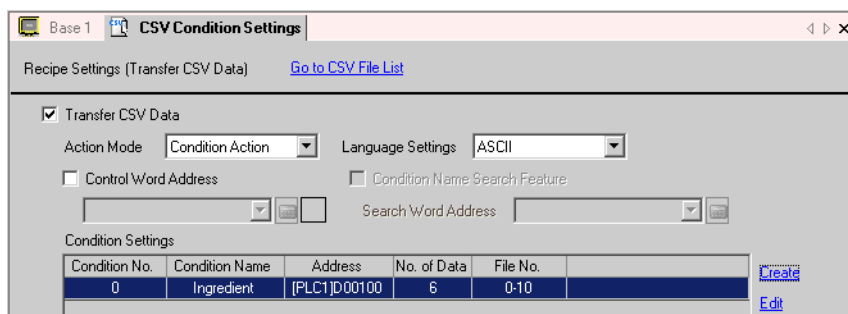 Base 1 CSV Condition Settings
Recipe Settings (Transfer CSV Data) Go to CSV File List
Transfer CSV Data
Action Mode Condition Action Language Settings ASCII
Control Word Address Condition Name Search Feature
Search Word Address
Condition Settings
Condition No. Condition Name Address No. of Data File No.
0 Ingredient [PLC1]D00100 6 0-10
Create
Edit